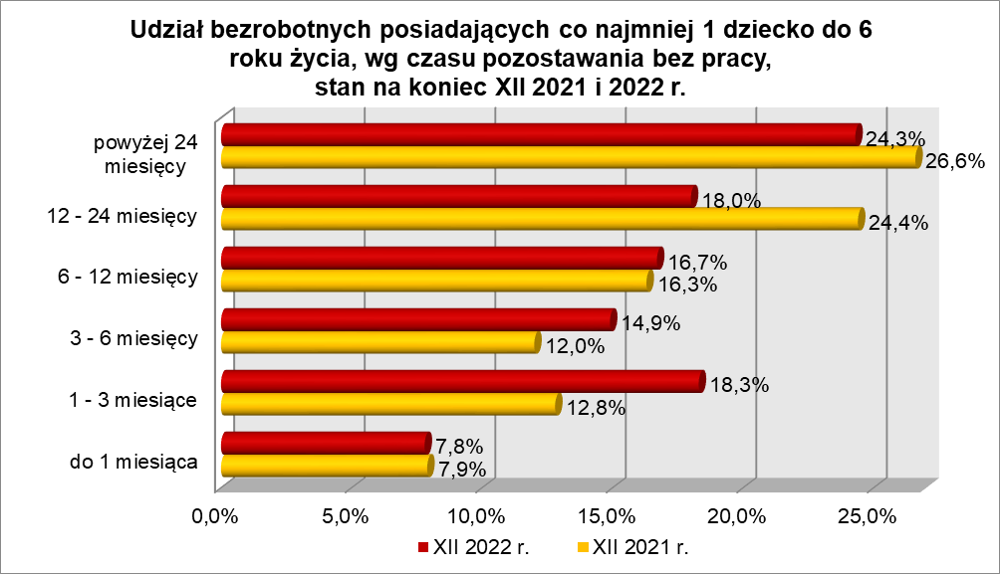 Udział bezrobotnych posiadających co najmniej 1 dziecko do 6
roku życia, wg czasu pozostawania bez pracy,
stan na koniec XII 2021 i 2022 r.
powyżej 24
miesięcy
24,3%
26,6%
12 - 24 miesięcy
18,0%
24,4%
6 - 12 miesięcy
16,7%
16,3%
3 - 6 miesięcy
14,9%
12,0%
1 - 3 miesiące
18,3%
12,8%
do 1 miesiąca
7,8%
7,9%
0,0% 5,0% 10,0% 15,0% 20,0% 25,0%
XII 2022 r. XII 2021 r.